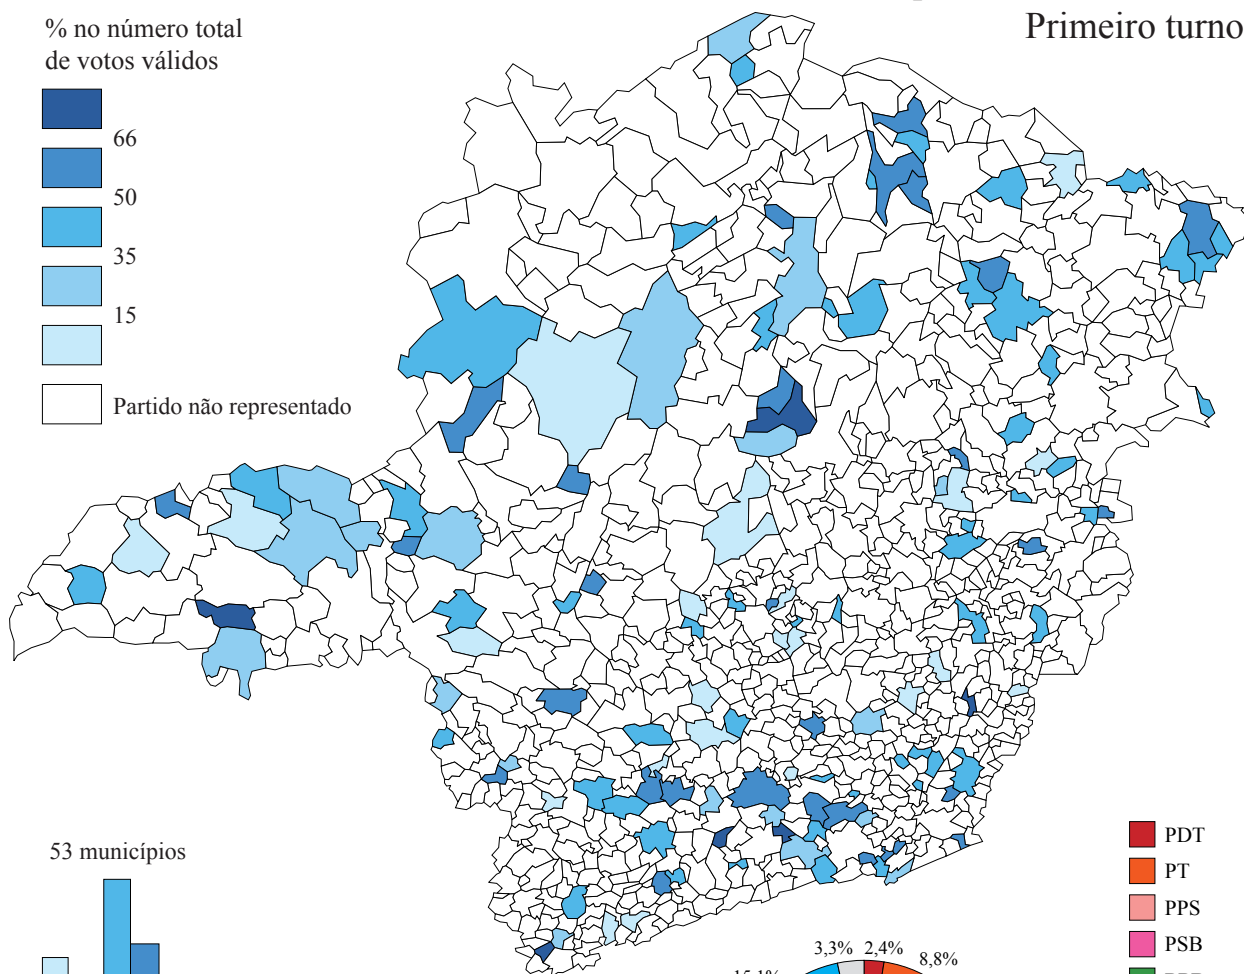 Primeiro turno
% no número total
de votos válidos
66
50
35
15
Partido não representado
53 municípios
PDT
PT
PPS
PSB
3,3%
2,4%
8,8%